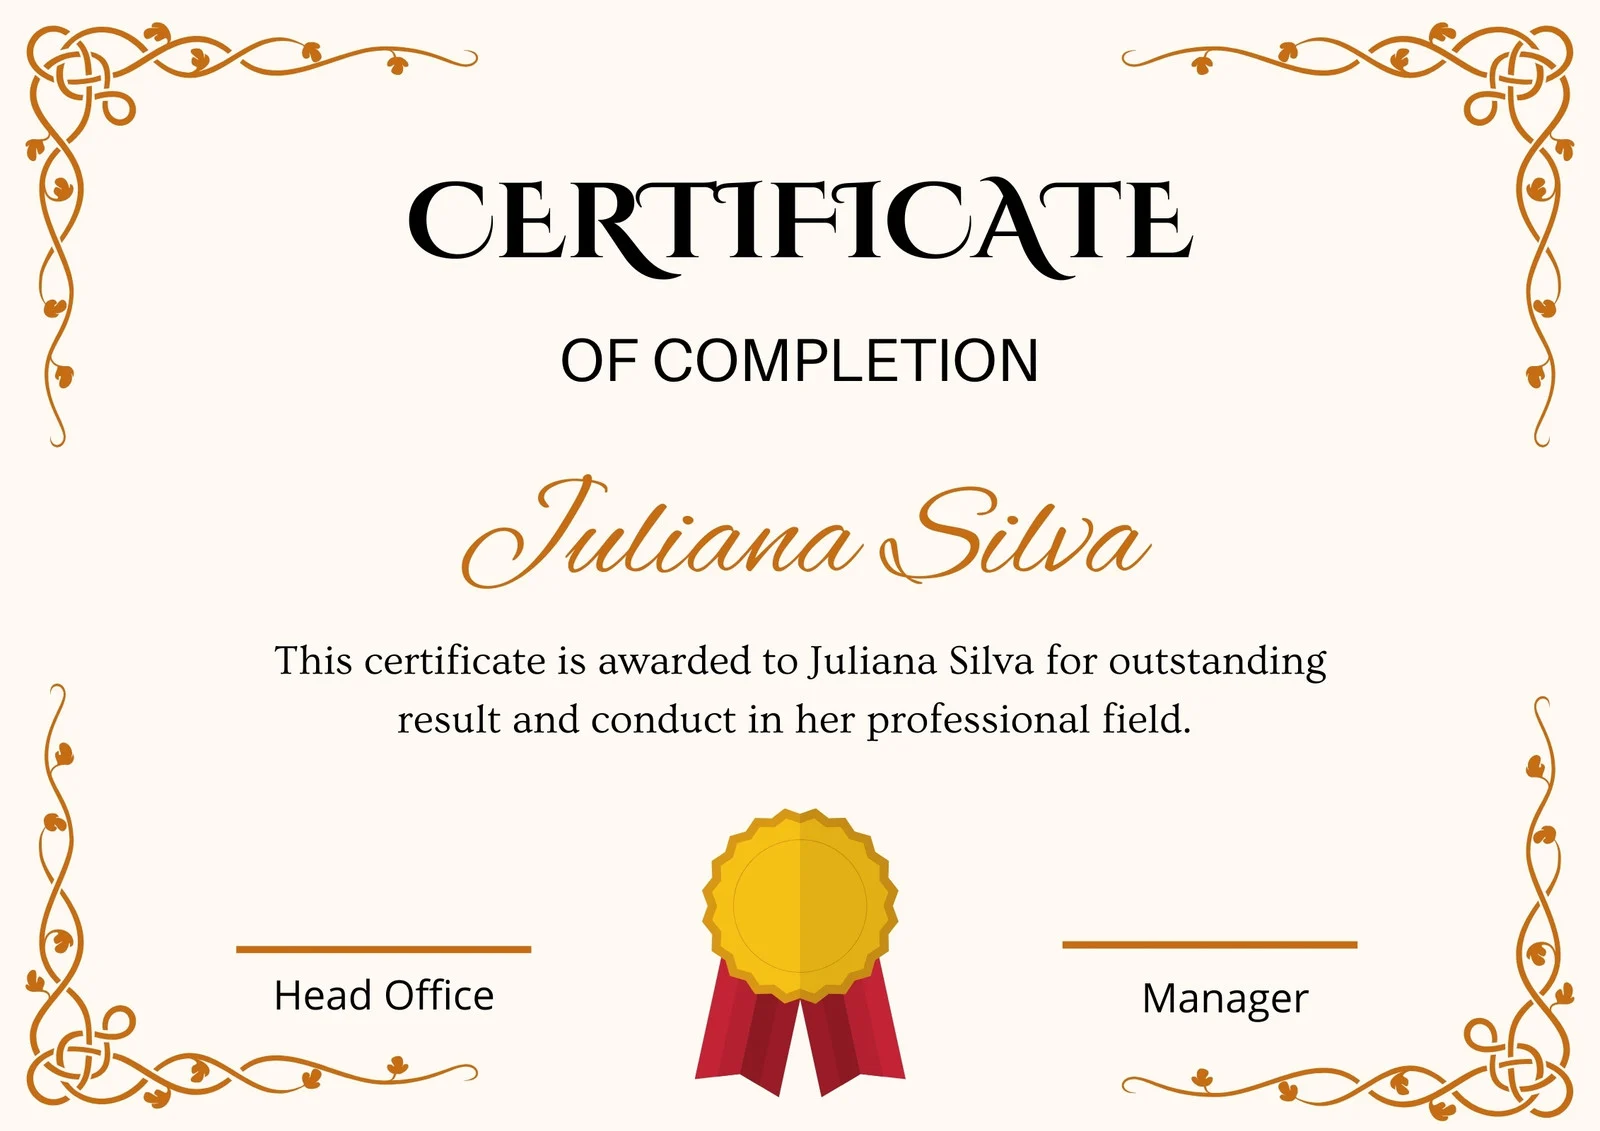 CERTIFICATE
OF COMPLETION
Juliana Silva
This certificate is awarded to Juliana Silva for outstanding
result and conduct in her professional field.
Head Office
Manager